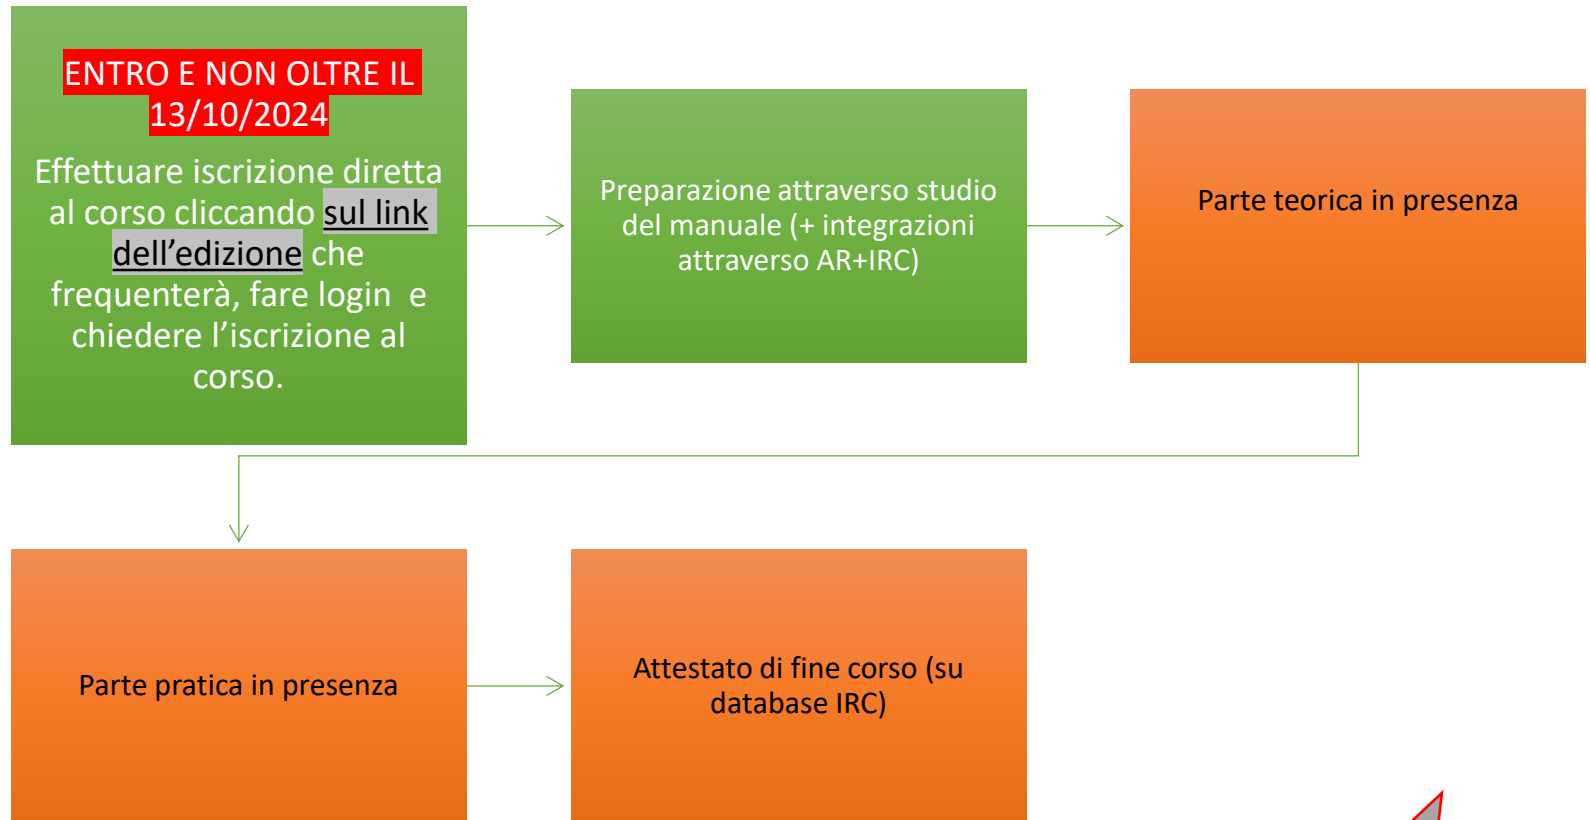 ENTRO E NON OLTRE IL
13/10/2024
Effettuare iscrizione diretta
al corso cliccando sul link
dell’edizione che
frequenterà, fare login e
chiedere l’iscrizione al
corso.
Preparazione attraverso studio
del manuale (+ integrazioni
attraverso AR+IRC)
Parte teorica in presenza
Parte pratica in presenza
Attestato di fine corso (su
database IRC)